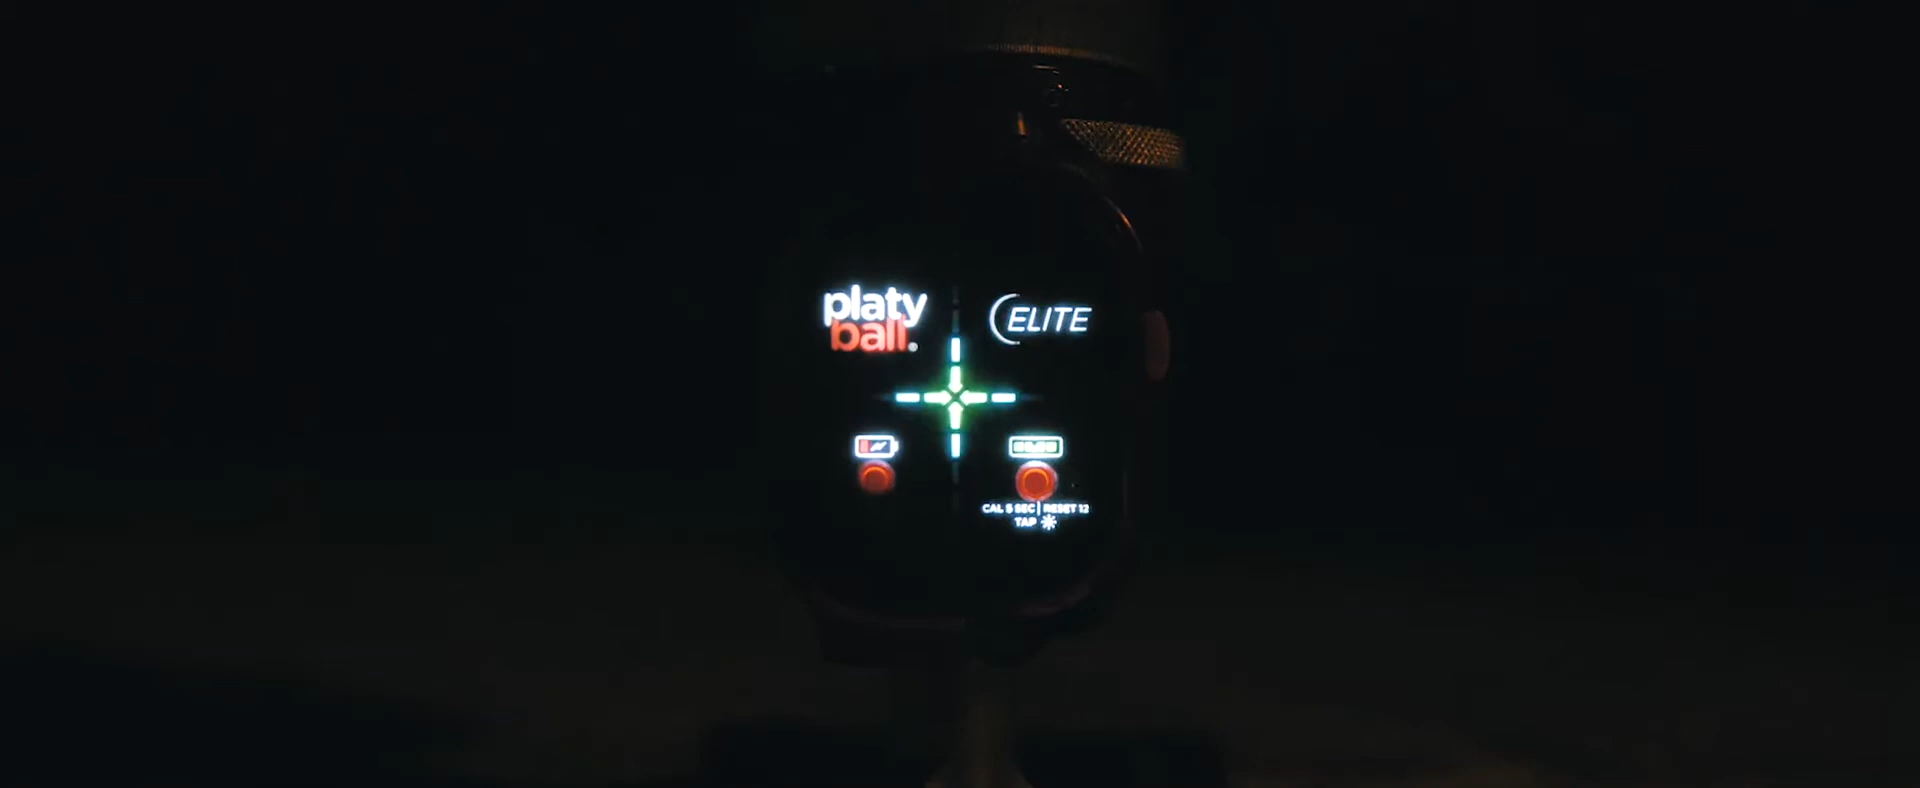 platy
ball.
ELITE
CAL 5 SEC | RESET 12
TAP